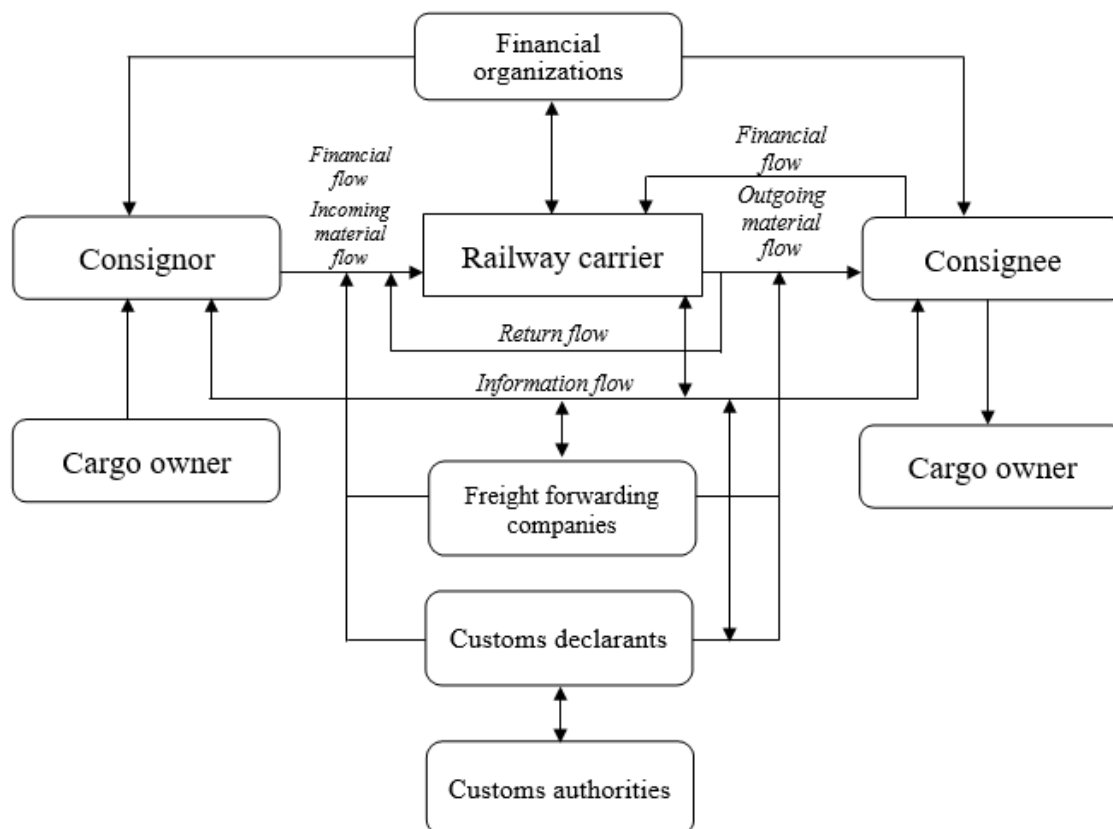 Financial
organizations
Financial
flow
Incoming
material
flow
Financial
flow
Outgoing
material
flow
Consignor
Railway carrier
Consignee
Return flow
Information flow
Cargo owner
Cargo owner
Freight forwarding
companies
Customs declarants
Customs authorities